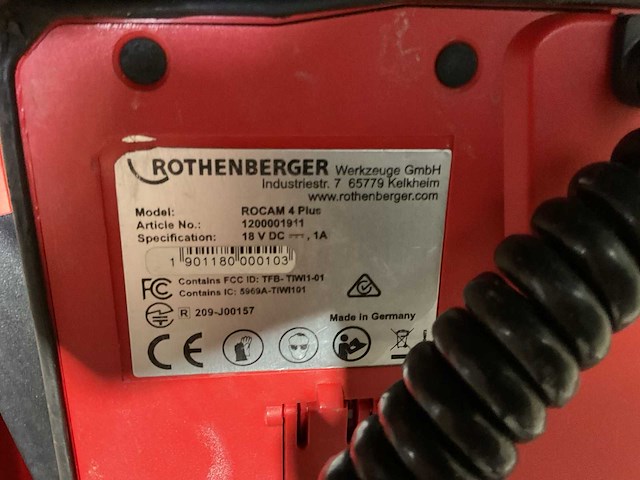 ROTHENBERGER Werkzeuge GmbH
Industriestr. 7 65779 Kelkheim
www.rothenberger.com
Model: ROCAM 4 Plus
Article No.: 1200001911
Specification: 18 V DC ⎓, 1A
1 901180 000103
FC Contains FCC ID: TFB-TIWI1-01
Contains IC: 5969A-TIWI101
R 209-J00157
Made in Germany
CE